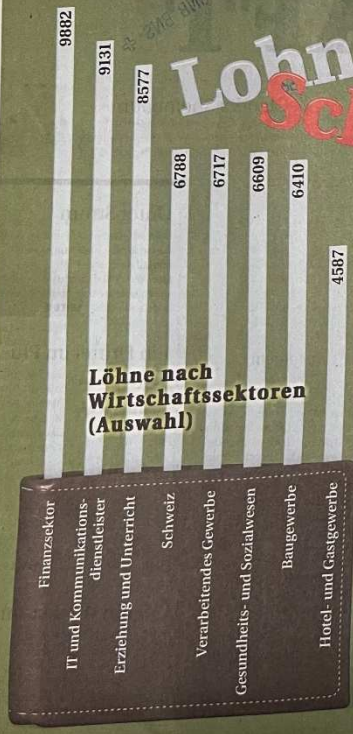 Lohn
Löhne nach
Wirtschaftssektoren
(Auswahl)
Finanzsektor
9882
IT und Kommunikations-
dienstleister
9131
Erziehung und Unterricht
8577
Schweiz
6788
Verarbeitendes Gewerbe
6717
Gesundheits- und Sozialwesen
6609
Baugewerbe
6410
Hotel- und Gastgewerbe
4587